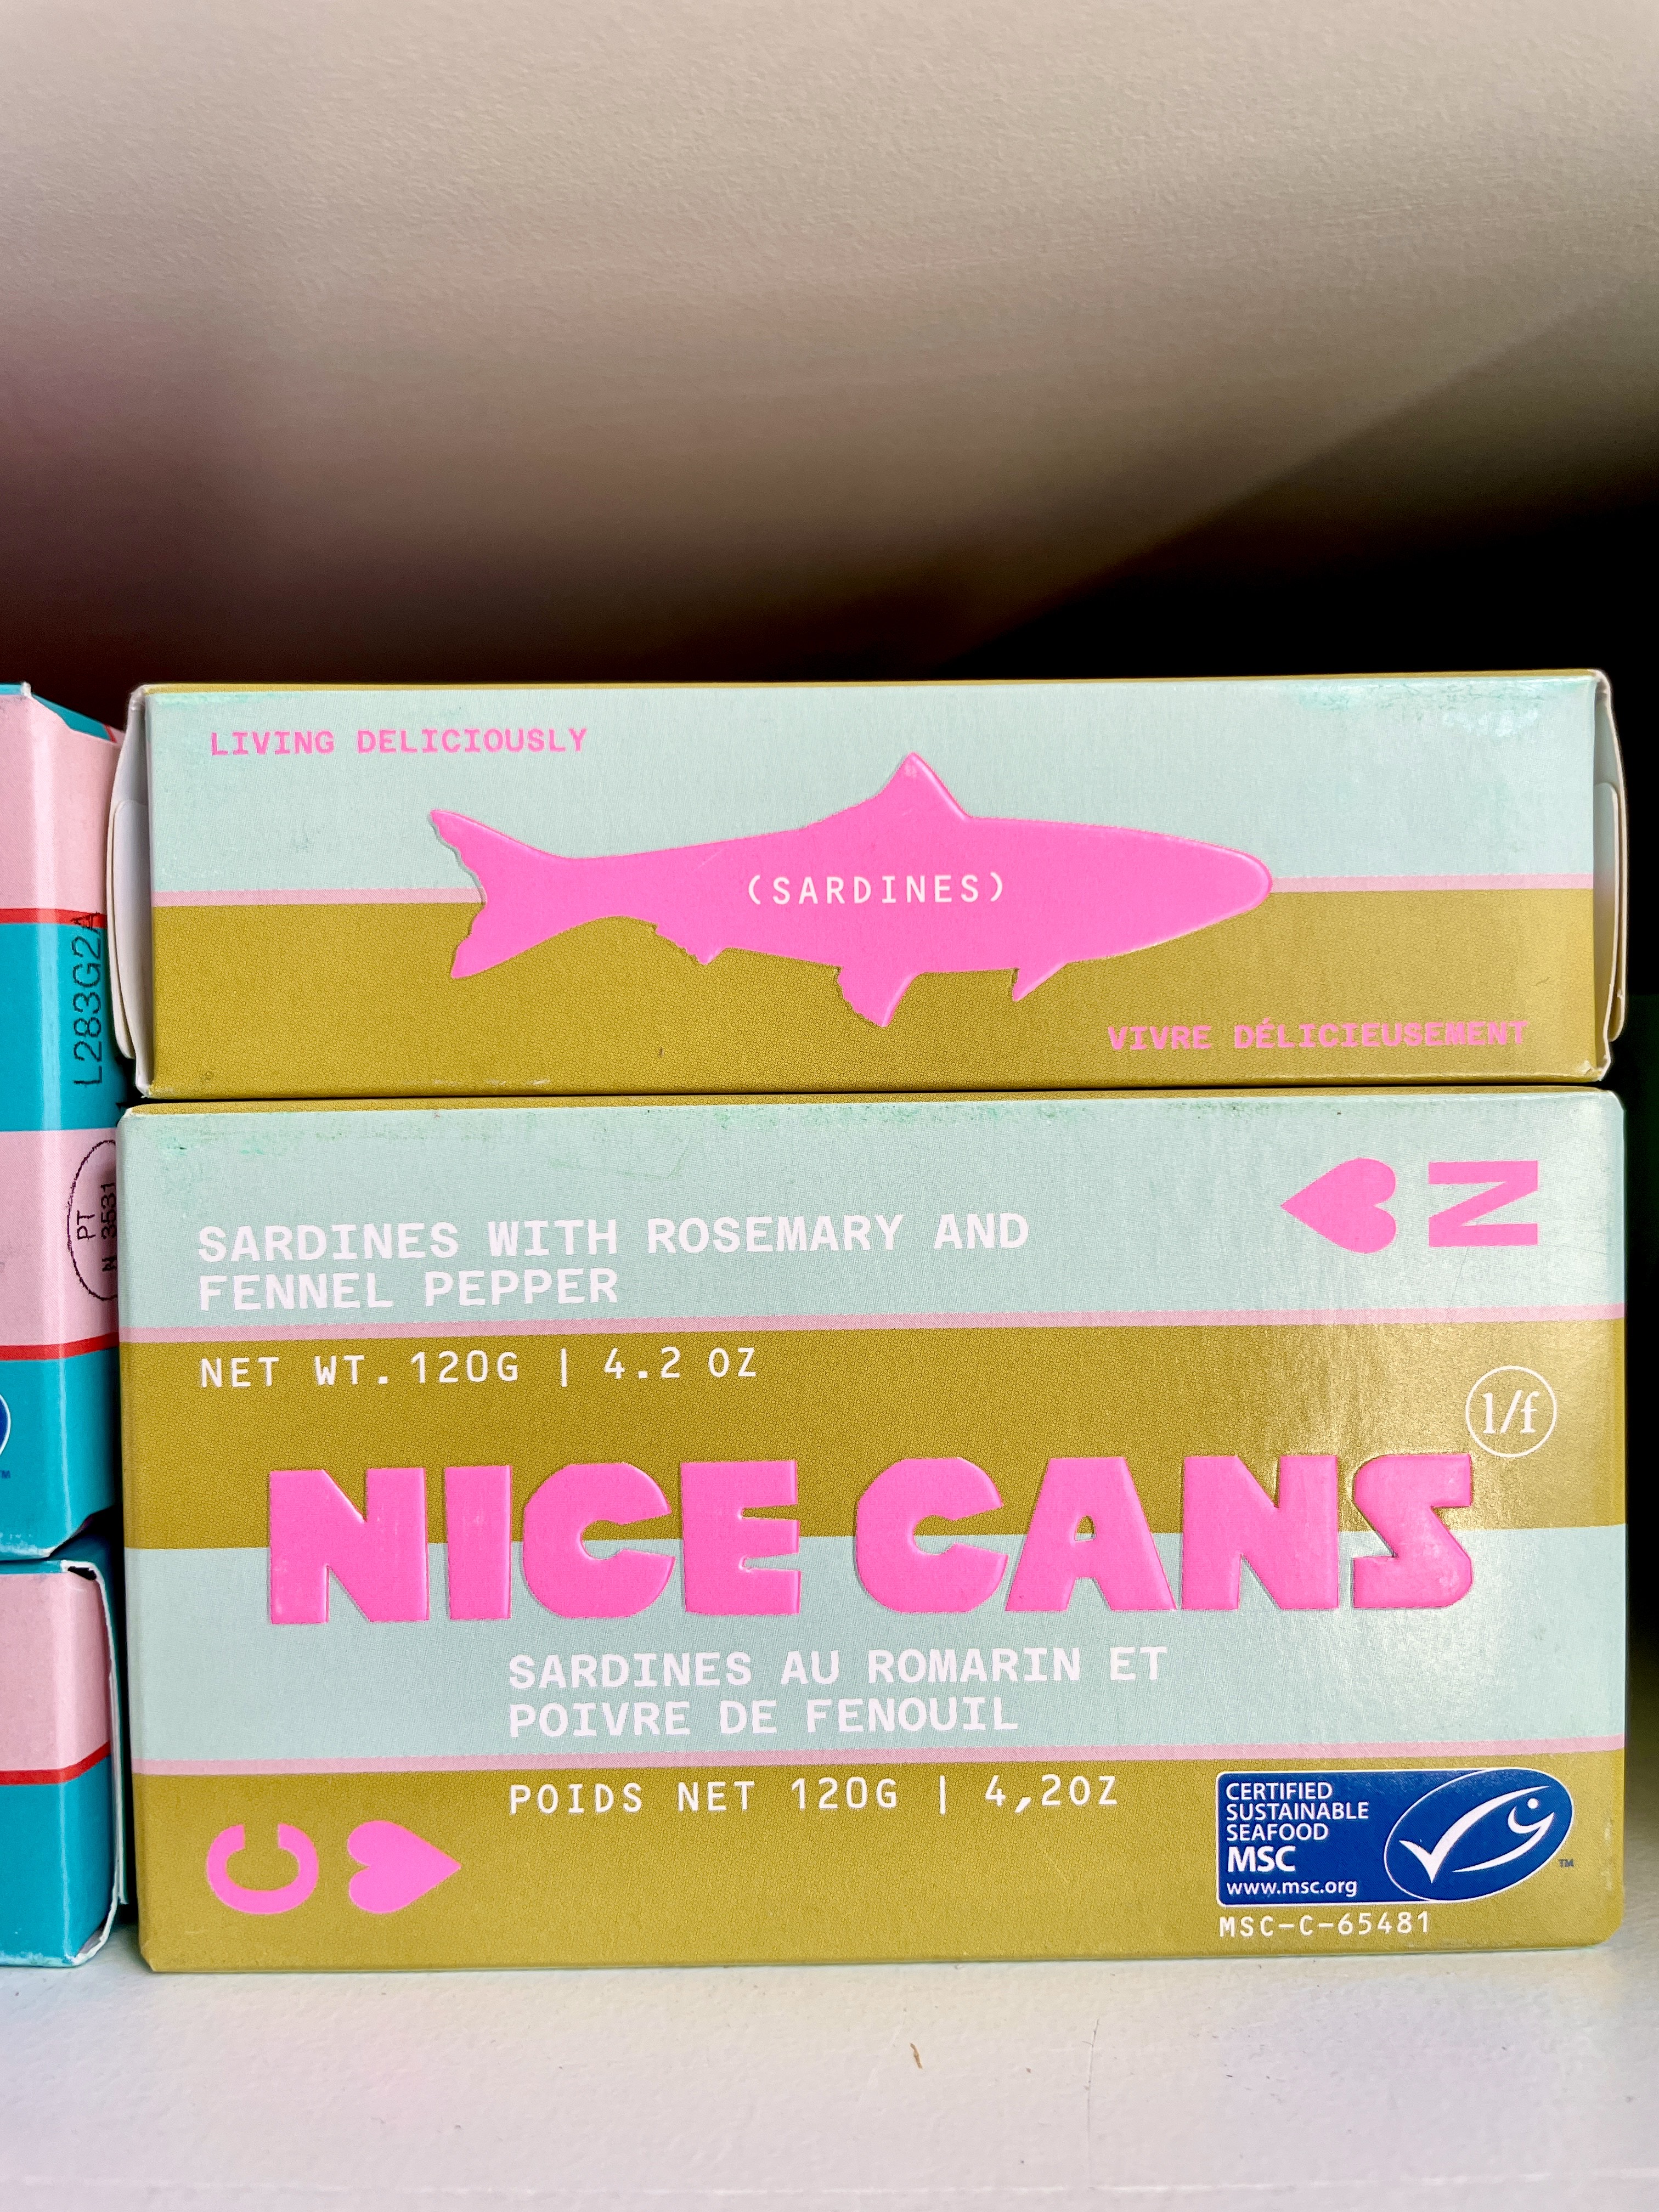 LIVING DELICIOUSLY
(SARDINES)
VIVRE DÉLICIEUSEMENT
L283G2A
PT
N 3531
TM
N
SARDINES WITH ROSEMARY AND
FENNEL PEPPER
NET WT. 120G | 4.2 OZ
l/f
NICE CANS
SARDINES AU ROMARIN ET
POIVRE DE FENOUIL
POIDS NET 120G | 4,2OZ
C
CERTIFIED
SUSTAINABLE
SEAFOOD
MSC
www.msc.org
TM
MSC-C-65481